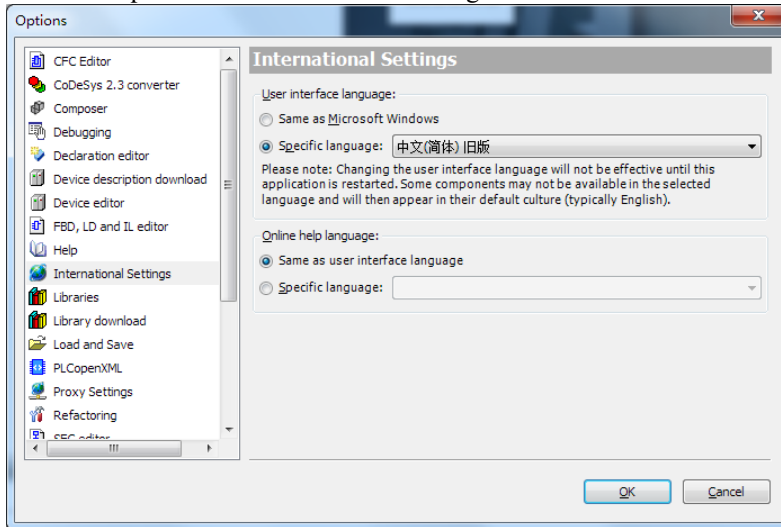 Options
CFC Editor
CoDeSys 2.3 converter
Composer
Debugging
Declaration editor
Device description download
Device editor
FBD, LD and IL editor
Help
International Settings
Libraries
Library download
Load and Save
PLCopenXML
Proxy Settings
Refactoring
SFC editor
International Settings
User interface language:
Same as Microsoft Windows
Specific language: 中文(简体) 旧版
Please note: Changing the user interface language will not be effective until this
application is restarted. Some components may not be available in the selected
language and will then appear in their default culture (typically English).
Online help language:
Same as user interface language
Specific language:
OK Cancel